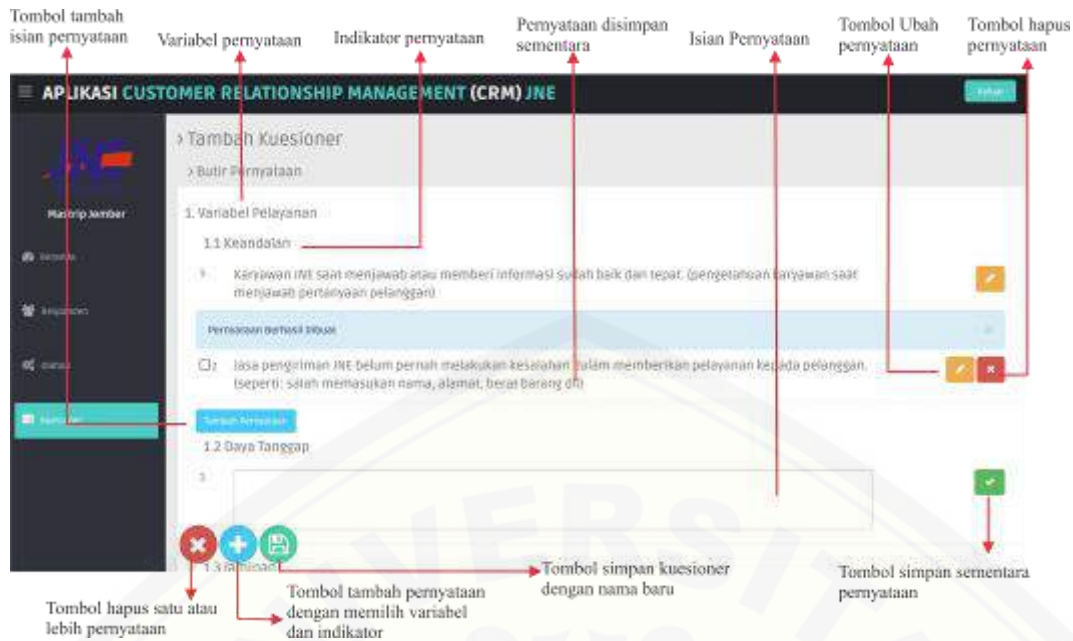 Tombol tambah
isian pernyataan
Variabel pernyataan
Indikator pernyataan
Pernyataan disimpan
sementara
Isian Pernyataan
Tombol Ubah
pernyataan
Tombol hapus
pernyataan
APLIKASI CUSTOMER RELATIONSHIP MANAGEMENT (CRM) JNE
JNE
Mastrip Jember
› Tambah Kuesioner
› Butir Pernyataan
1. Variabel Pelayanan
1.1 Keandalan
Karyawan JNE saat menjawab atau memberi informasi sudah baik dan tepat. (pengetahuan karyawan saat
menjawab pertanyaan pelanggan)
Pernyataan Berhasil Dibuat
2 Jasa pengiriman JNE belum pernah melakukan kesalahan dalam memberikan pelayanan kepada pelanggan.
(seperti: salah memasukan nama, alamat, berat barang dll)
Tambah Pernyataan
1.2 Daya Tanggap
1.3 Jaminan
Tombol hapus satu atau
lebih pernyataan
Tombol tambah pernyataan
dengan memilih variabel
dan indikator
Tombol simpan kuesioner
dengan nama baru
Tombol simpan sementara
pernyataan